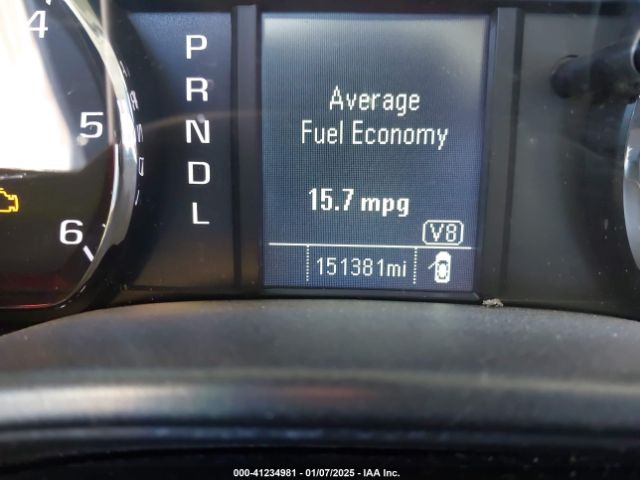 4
5
6
P
R
N
D
L
Average
Fuel Economy
15.7 mpg
V8
151381mi
000-41234981 - 01/07/2025 - IAA Inc.